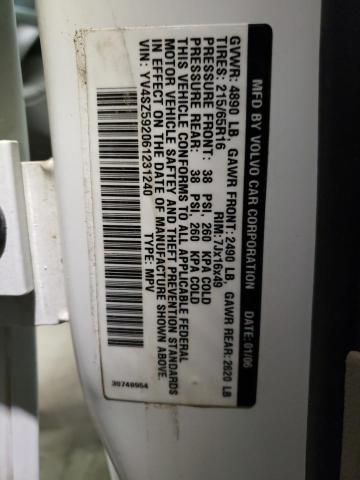 MFD BY VOLVO CAR CORPORATION DATE: 01/06
GVWR: 4890 LB, GAWR FRONT: 2490 LB, GAWR REAR: 2620 LB
TIRES: 215/65R16 RIM: 7Jx16x49
PRESSURE FRONT: 38 PSI, 260 KPA COLD
PRESSURE REAR: 38 PSI, 260 KPA COLD
THIS VEHICLE CONFORMS TO ALL APPLICABLE FEDERAL
MOTOR VEHICLE SAFTEY AND THEFT PREVENTION STANDARDS
IN EFFECT ON THE DATE OF MANUFACTURE SHOWN ABOVE.
VIN: YV4SZ592061231240 TYPE: MPV
30740954